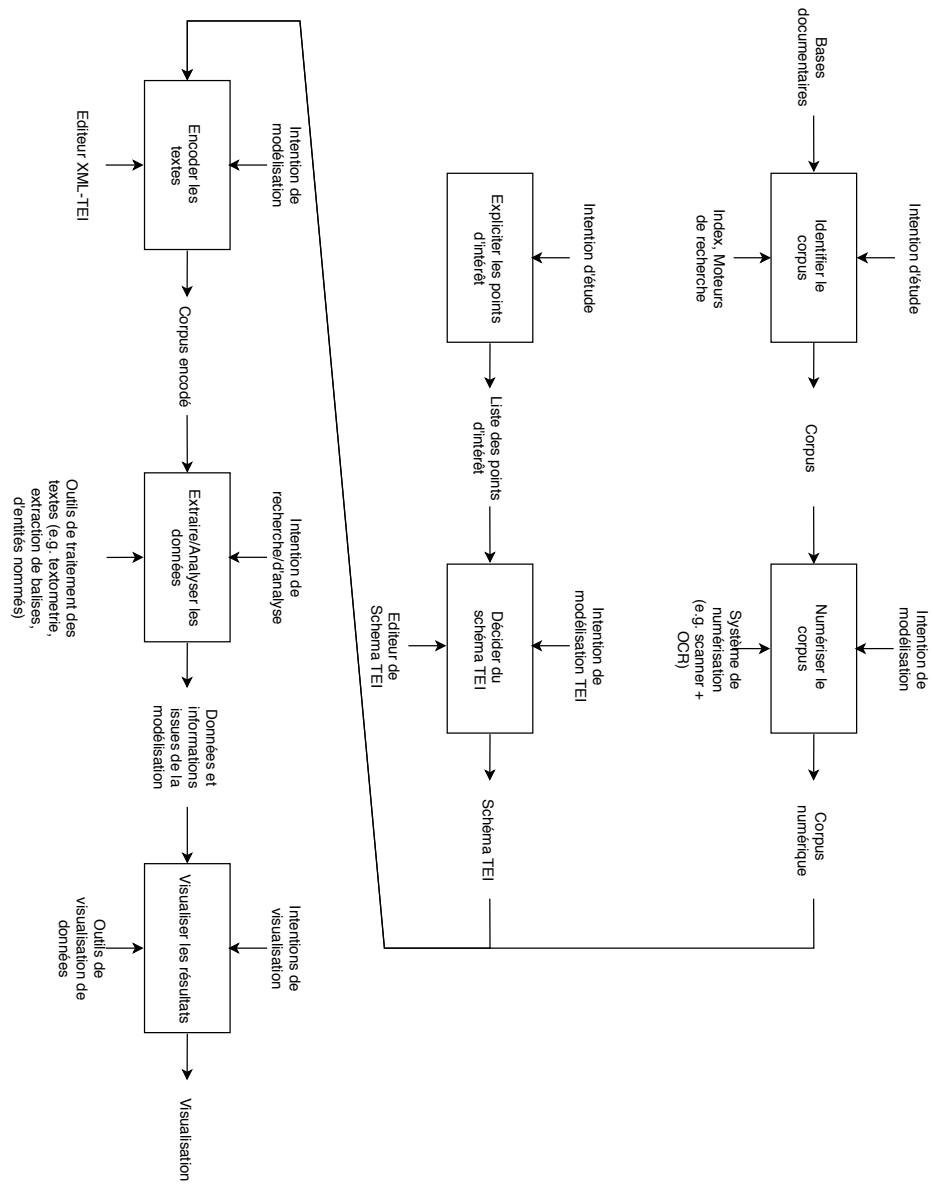 Intention d'étude
Bases
documentaires
Identifier le
corpus
Index, Moteurs
de recherche
Corpus
Intention de
modélisation
Numériser le
corpus
Système de
numérisation
(e.g. scanner +
OCR)
Corpus
numérique
Intention d'étude
Expliciter les points
d'intérêt
Liste des points
d'intérêt
Intention de
modélisation TEI
Décider du
schéma TEI
Editeur de
Schema TEI
Schéma TEI
Intention de
modélisation
Encoder les
textes
Editeur XML-TEI
Corpus encodé
Intention de
recherche/d'analyse
Extraire/Analyser les
données
Outils de traitement des
textes (e.g. textometrie,
extraction de balises,
d'entités nommés)
Données et
informations
issues de la
modélisation
Intentions de
visualisation
Visualiser les résultats
Outils de
visualisation de
données
Visualisation